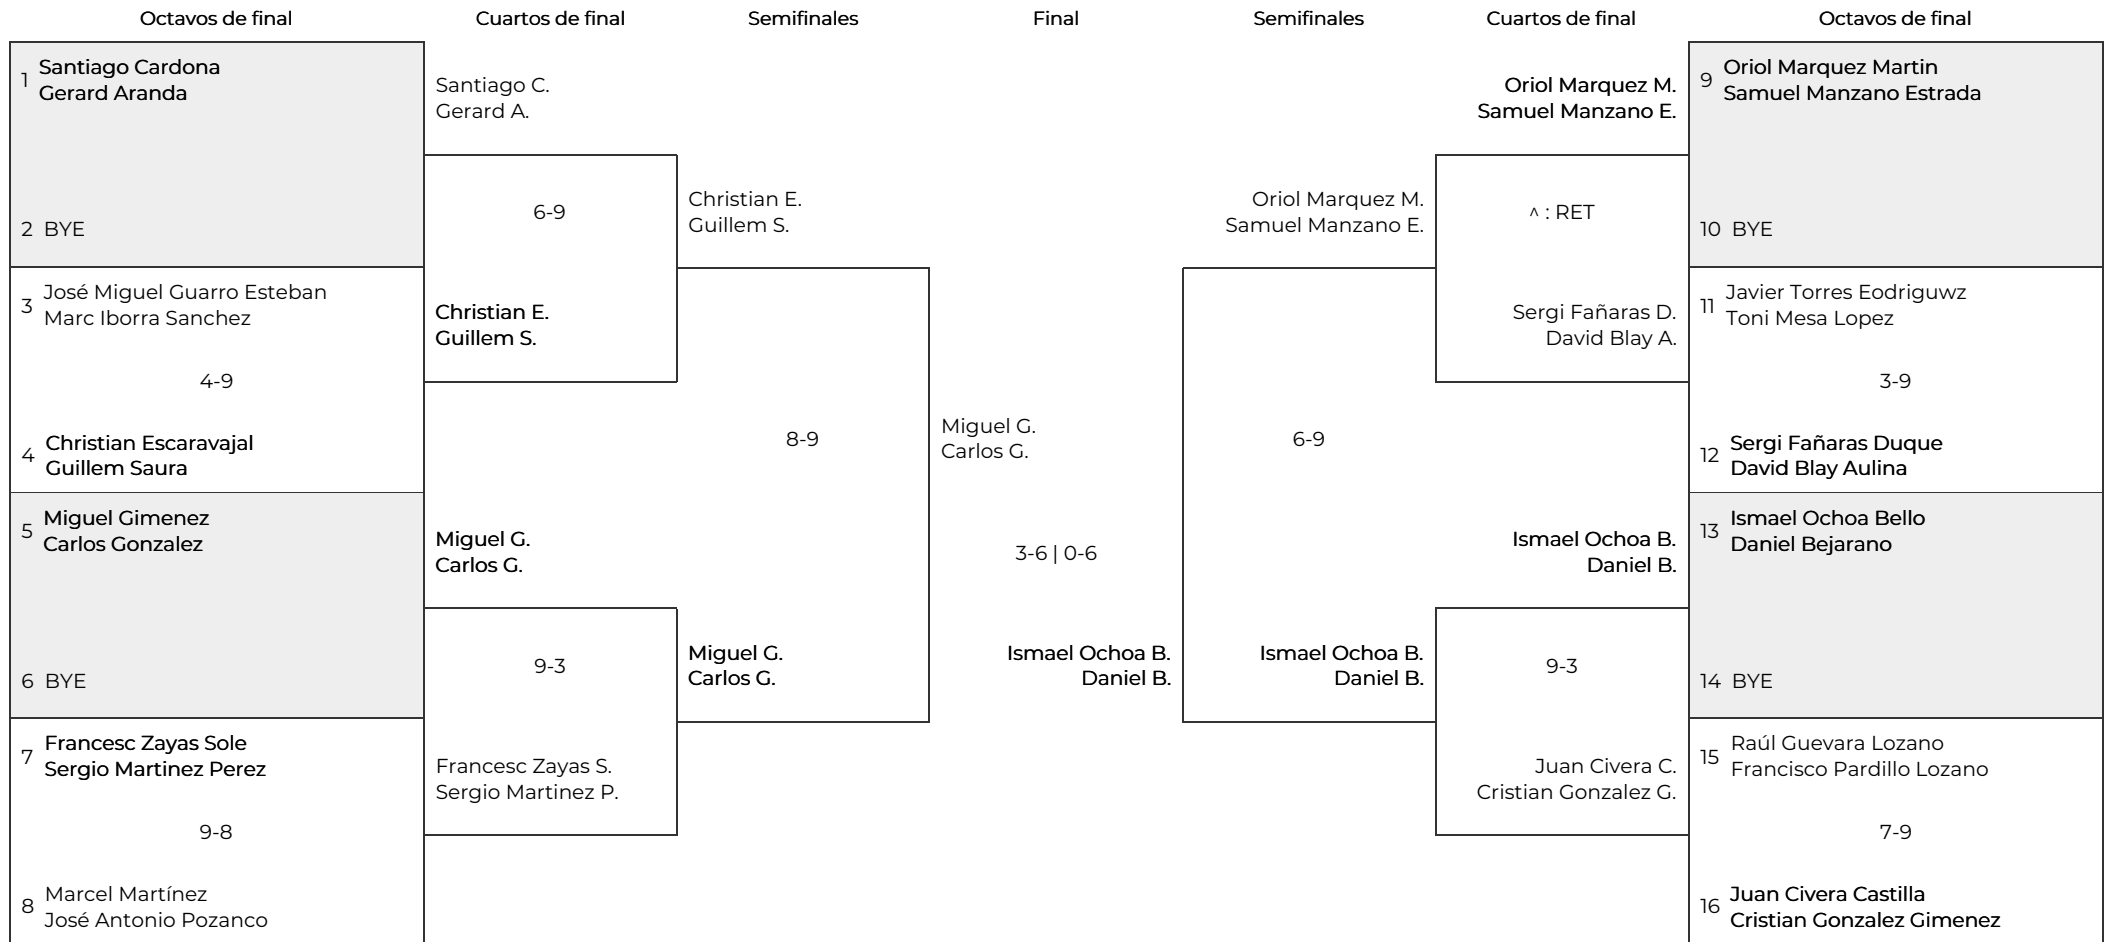 Octavos de final
Cuartos de final
Semifinales
Final
Semifinales
Cuartos de final
Octavos de final
1
Santiago Cardona
Gerard Aranda
2 BYE
3
José Miguel Guarro Esteban
Marc Iborra Sanchez
4-9
4
Christian Escaravajal
Guillem Saura
5
Miguel Gimenez
Carlos Gonzalez
6 BYE
7
Francesc Zayas Sole
Sergio Martinez Perez
9-8
8
Marcel Martínez
José Antonio Pozanco
Santiago C.
Gerard A.
6-9
Christian E.
Guillem S.
Miguel G.
Carlos G.
9-3
Francesc Zayas S.
Sergio Martinez P.
Christian E.
Guillem S.
8-9
Miguel G.
Carlos G.
Miguel G.
Carlos G.
3-6 | 0-6
Ismael Ochoa B.
Daniel B.
Oriol Marquez M.
Samuel Manzano E.
6-9
Ismael Ochoa B.
Daniel B.
Oriol Marquez M.
Samuel Manzano E.
^ : RET
Sergi Fañaras D.
David Blay A.
Ismael Ochoa B.
Daniel B.
9-3
Juan Civera C.
Cristian Gonzalez G.
9
Oriol Marquez Martin
Samuel Manzano Estrada
10 BYE
11
Javier Torres Eodriguwz
Toni Mesa Lopez
3-9
12
Sergi Fañaras Duque
David Blay Aulina
13
Ismael Ochoa Bello
Daniel Bejarano
14 BYE
15
Raúl Guevara Lozano
Francisco Pardillo Lozano
7-9
16
Juan Civera Castilla
Cristian Gonzalez Gimenez